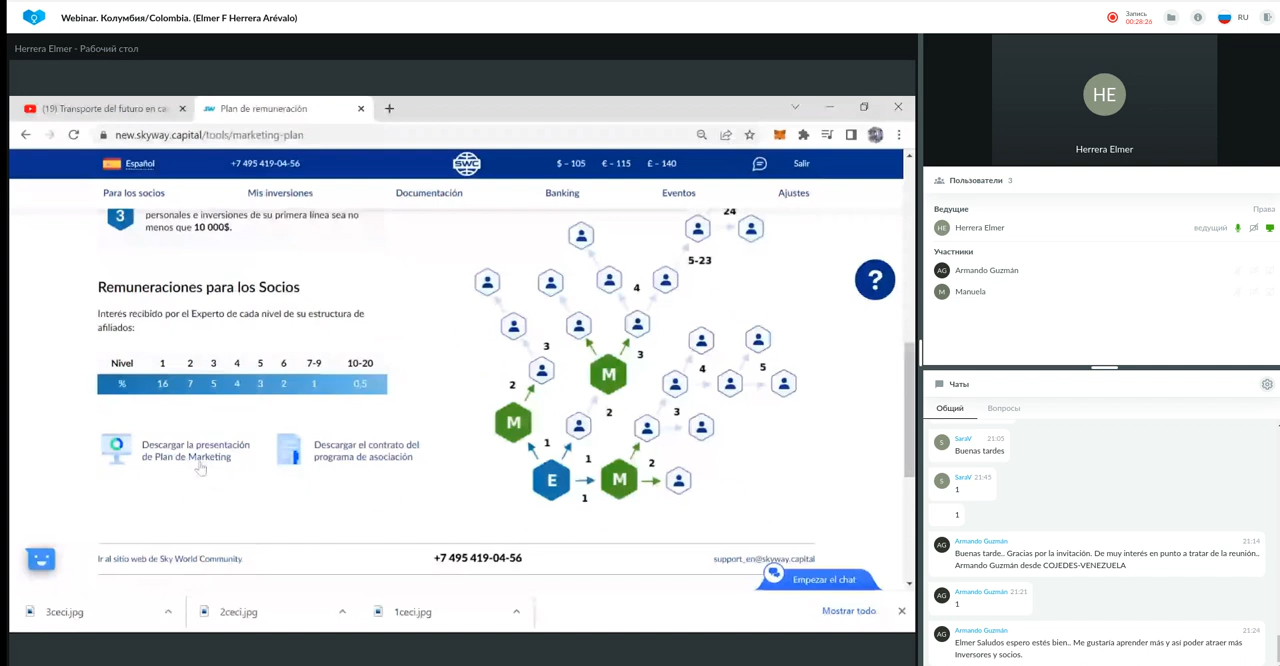 Webinar. Колумбия/Colombia. (Elmer F Herrera Arévalo)
Запись
00:28:26
RU
Herrera Elmer - Рабочий стол
(19) Transporte del futuro en ca
Plan de remuneración
new.skyway.capital/tools/marketing-plan
Español
+7 495 419-04-56
SWC
$ – 105
€ – 115
£ – 140
Salir
Para los socios
Mis inversiones
Documentación
Banking
Eventos
Ajustes
3
personales e inversiones de su primera línea sea no
menos que 10 000$.
Remuneraciones para los Socios
Interés recibido por el Experto de cada nivel de su estructura de
afiliados:
Nivel 1 2 3 4 5 6 7-9 10-20
% 16 7 5 4 3 2 1 0,5
Descargar la presentación
de Plan de Marketing
Descargar el contrato del
programa de asociación
24
5-23
4
3
3
M
2
4
5
M
2
3
1
1
2
E
M
1
?
Ir al sitio web de Sky World Community
+7 495 419-04-56
support_en@skyway.capital
Empezar el chat
3ceci.jpg
2ceci.jpg
1ceci.jpg
Mostrar todo
HE
Herrera Elmer
Пользователи 3
Ведущие
Права
HE
Herrera Elmer
ведущий
Участники
AG
Armando Guzmán
M
Manuela
Чаты
Общий
Вопросы
S
SaraV 21:05
Buenas tardes
S
SaraV 21:45
1
1
AG
Armando Guzmán 21:14
Buenas tarde.. Gracias por la invitación. De muy interés en punto a tratar de la reunión..
Armando Guzmán desde COJEDES-VENEZUELA
AG
Armando Guzmán 21:21
1
AG
Armando Guzmán 21:24
Elmer Saludos espero estés bien.. Me gustaría aprender más y así poder atraer más
Inversores y socios.